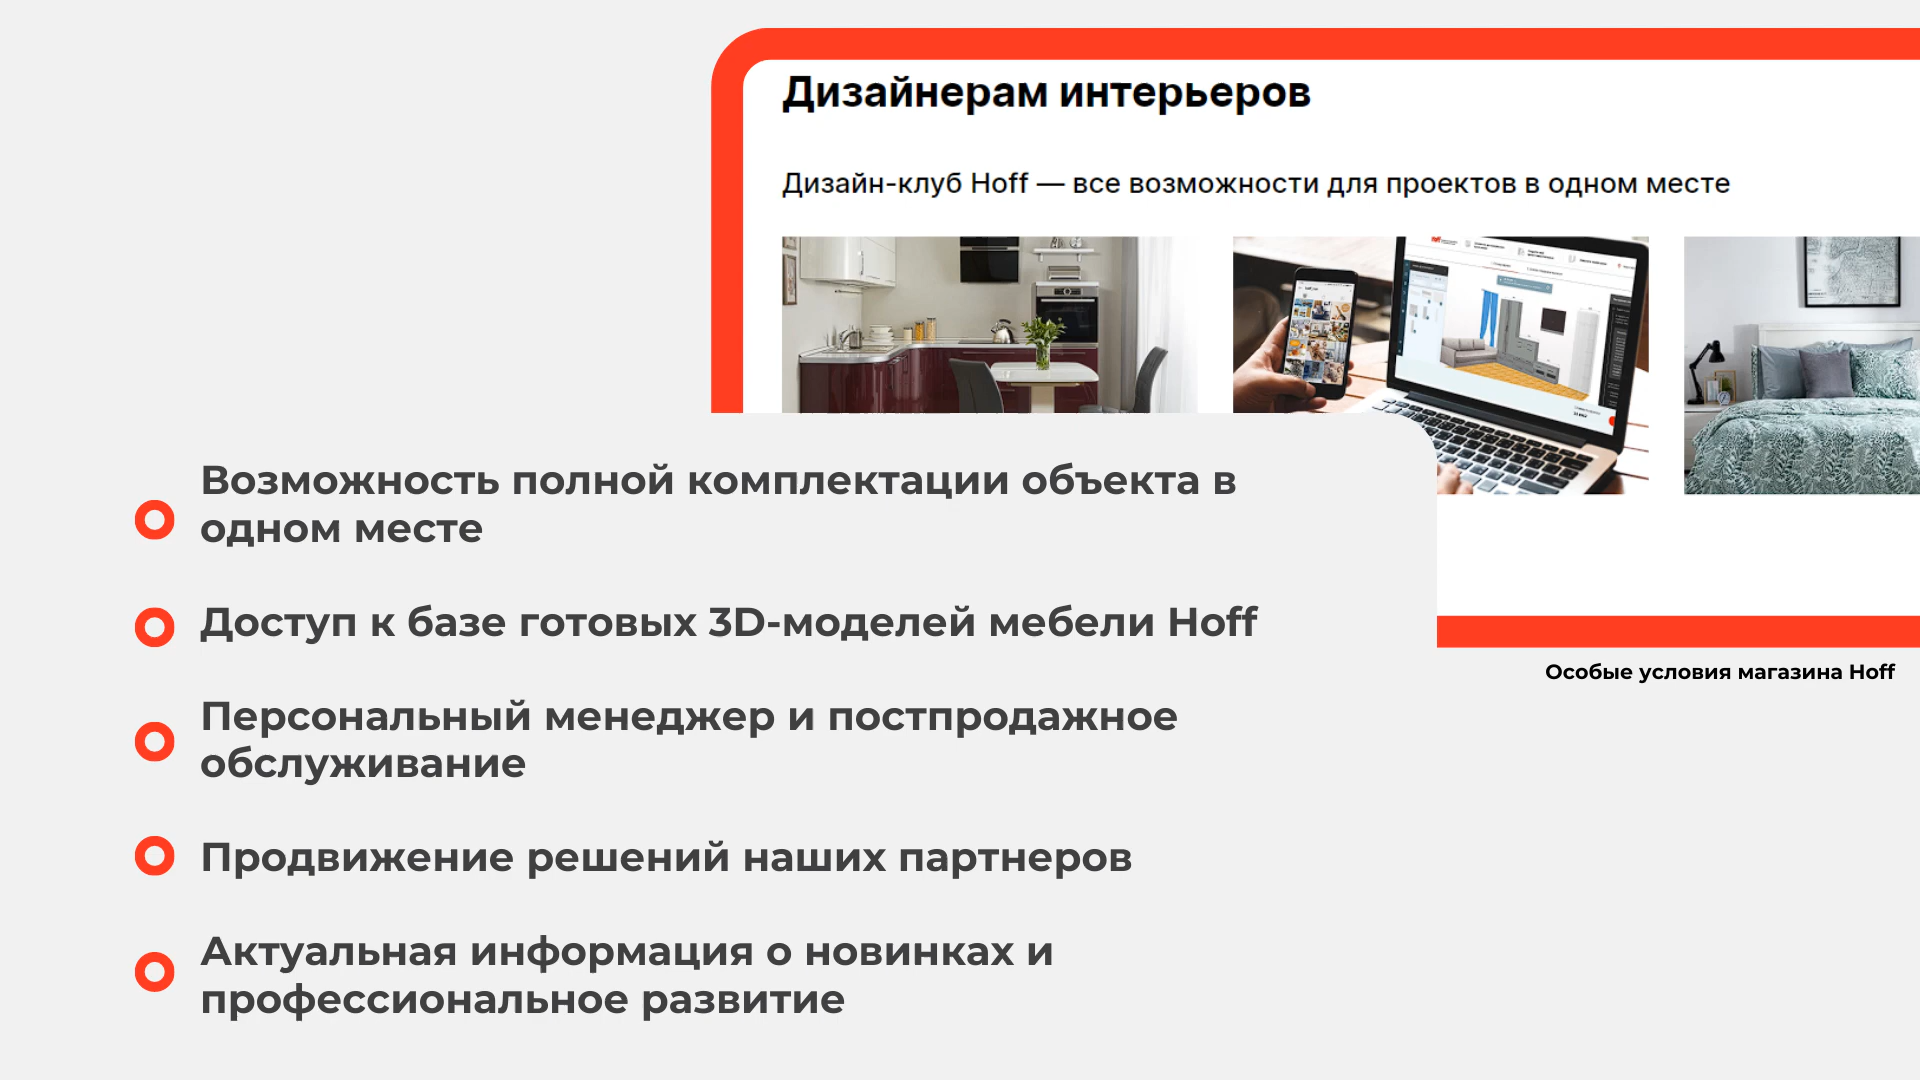 Дизайнерам интерьеров
Дизайн-клуб Hoff — все возможности для проектов в одном месте
Возможность полной комплектации объекта в
одном месте
Доступ к базе готовых 3D-моделей мебели Hoff
Особые условия магазина Hoff
Персональный менеджер и постпродажное
обслуживание
Продвижение решений наших партнеров
Актуальная информация о новинках и
профессиональное развитие